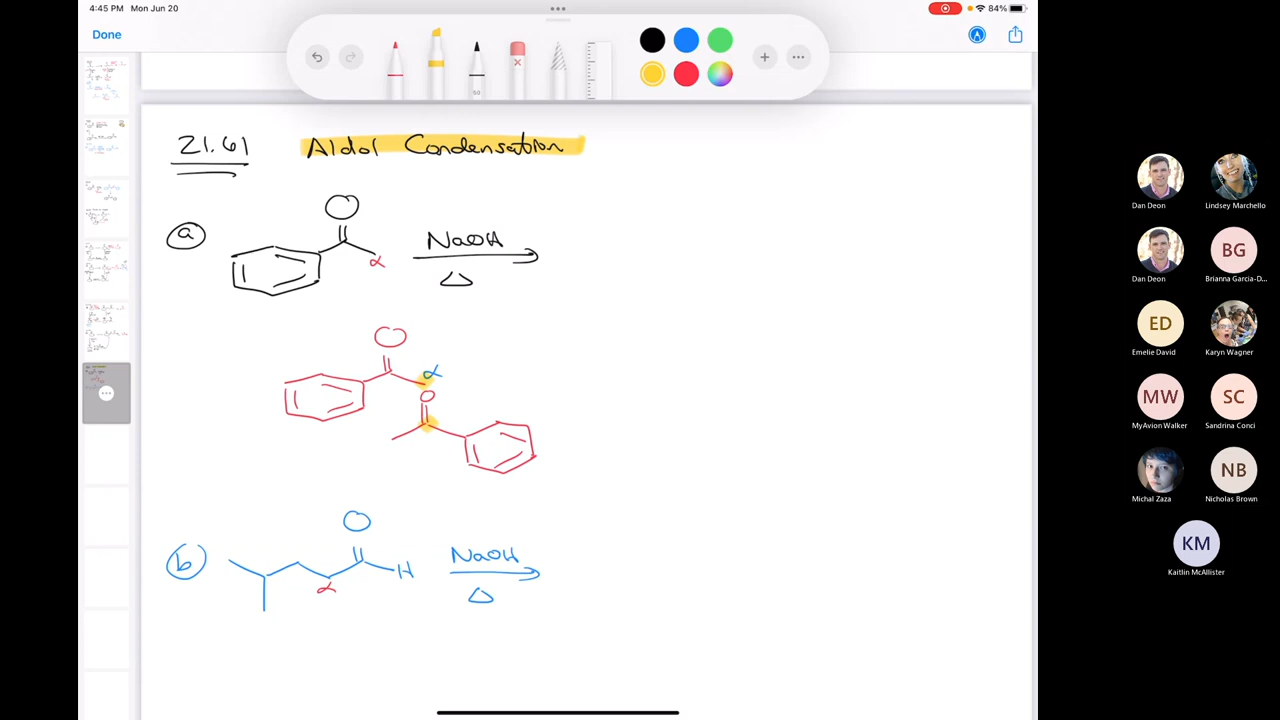 4:45 PM Mon Jun 20
84%
Done
50
21.61 Aldol Condensation
a
O
α
NaOH
△
O
α
O
b
O
H
α
NaOH
△
Dan Deon
Lindsey Marchello
Dan Deon
BG
Brianna Garcia-D...
ED
Emelie David
Karyn Wagner
MW
MyAvion Walker
SC
Sandrina Conci
Michal Zaza
NB
Nicholas Brown
KM
Kaitlin McAllister